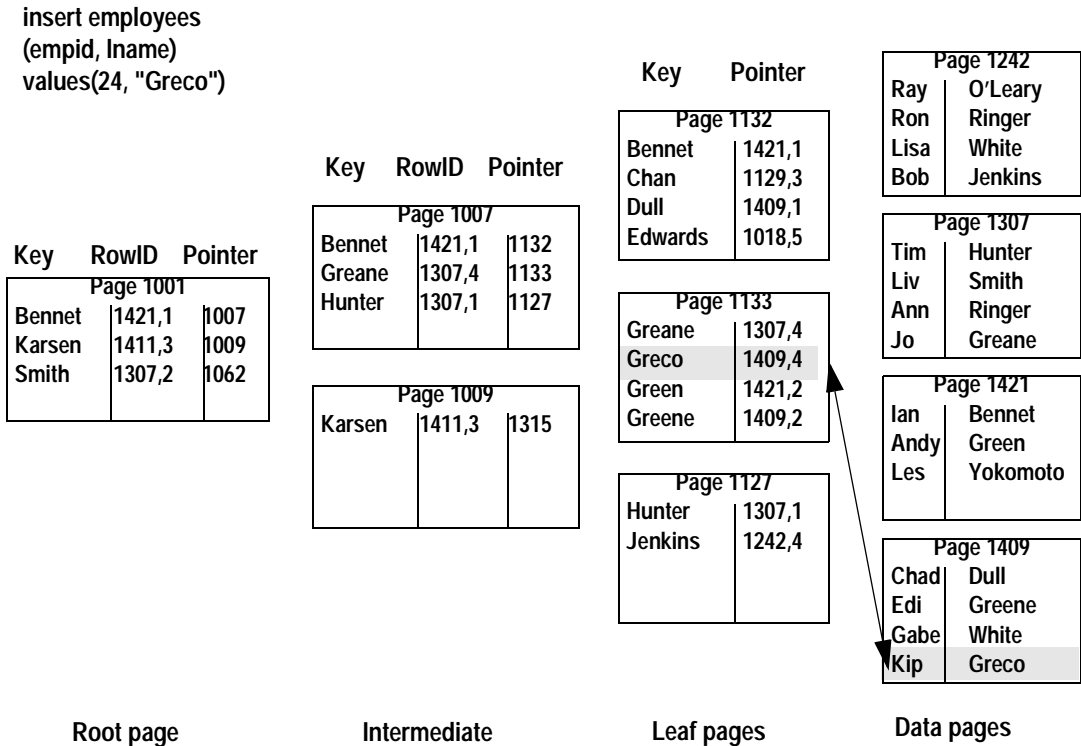 insert employees
(empid, lname)
values(24, "Greco")
Key RowID Pointer
Page 1001
Bennet 1421,1 1007
Karsen 1411,3 1009
Smith 1307,2 1062
Root page
Key RowID Pointer
Page 1007
Bennet 1421,1 1132
Greane 1307,4 1133
Hunter 1307,1 1127
Page 1009
Karsen 1411,3 1315
Intermediate
Key Pointer
Page 1132
Bennet 1421,1
Chan 1129,3
Dull 1409,1
Edwards 1018,5
Page 1133
Greane 1307,4
Greco 1409,4
Green 1421,2
Greene 1409,2
Page 1127
Hunter 1307,1
Jenkins 1242,4
Leaf pages
Page 1242
Ray O’Leary
Ron Ringer
Lisa White
Bob Jenkins
Page 1307
Tim Hunter
Liv Smith
Ann Ringer
Jo Greane
Page 1421
Ian Bennet
Andy Green
Les Yokomoto
Page 1409
Chad Dull
Edi Greene
Gabe White
Kip Greco
Data pages